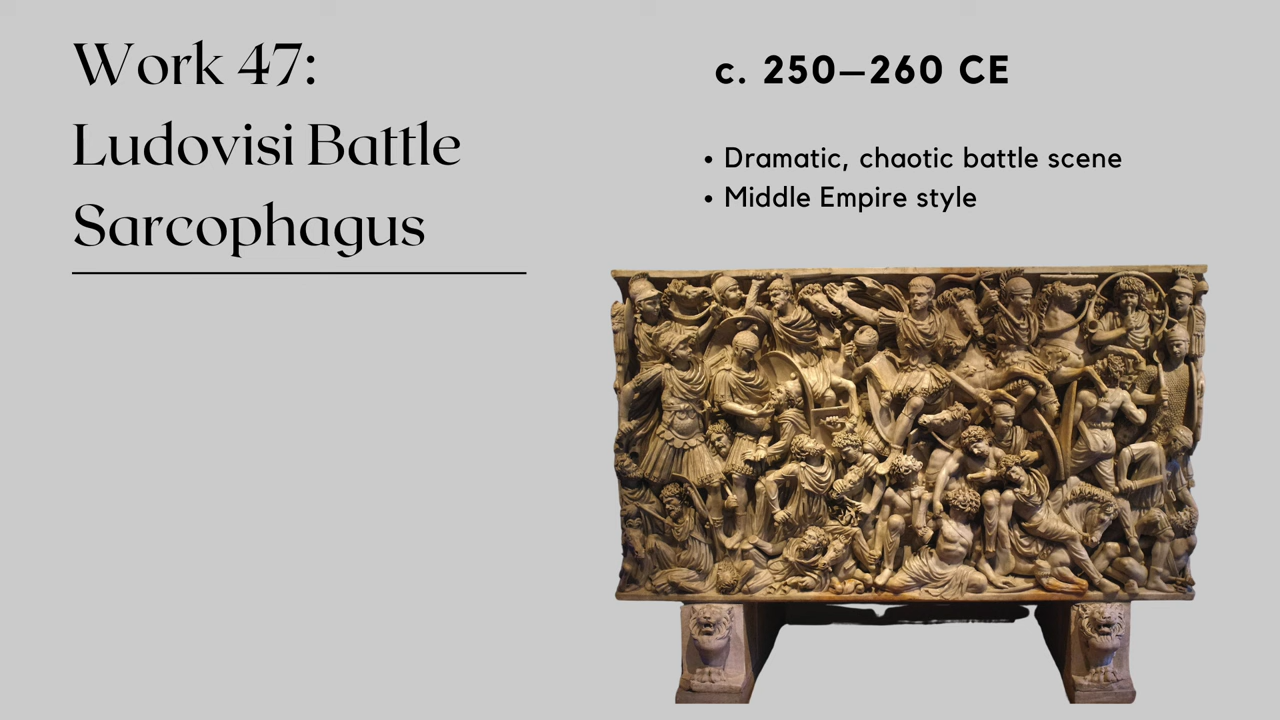 Work 47:
Ludovisi Battle
Sarcophagus
c. 250–260 CE
• Dramatic, chaotic battle scene
• Middle Empire style